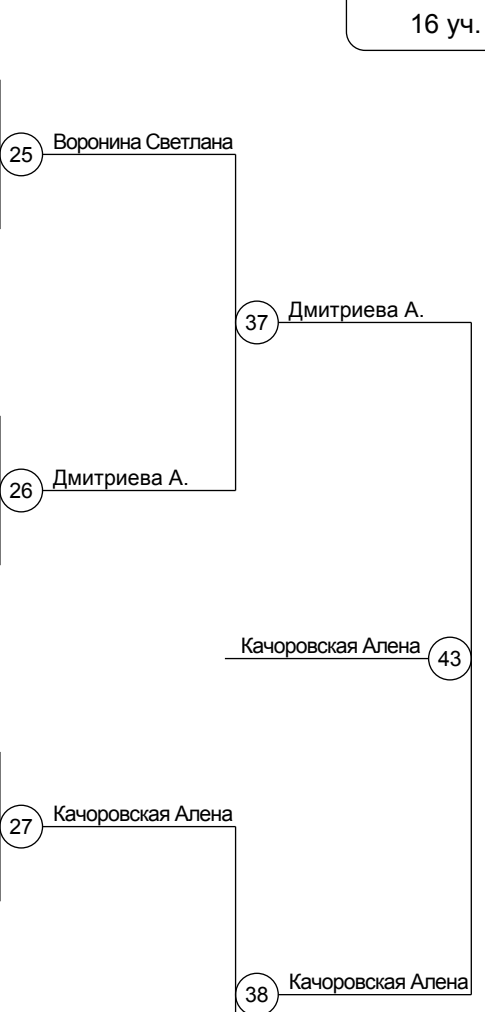 16 уч.
25 Воронина Светлана
37 Дмитриева А.
26 Дмитриева А.
Качоровская Алена 43
27 Качоровская Алена
38 Качоровская Алена